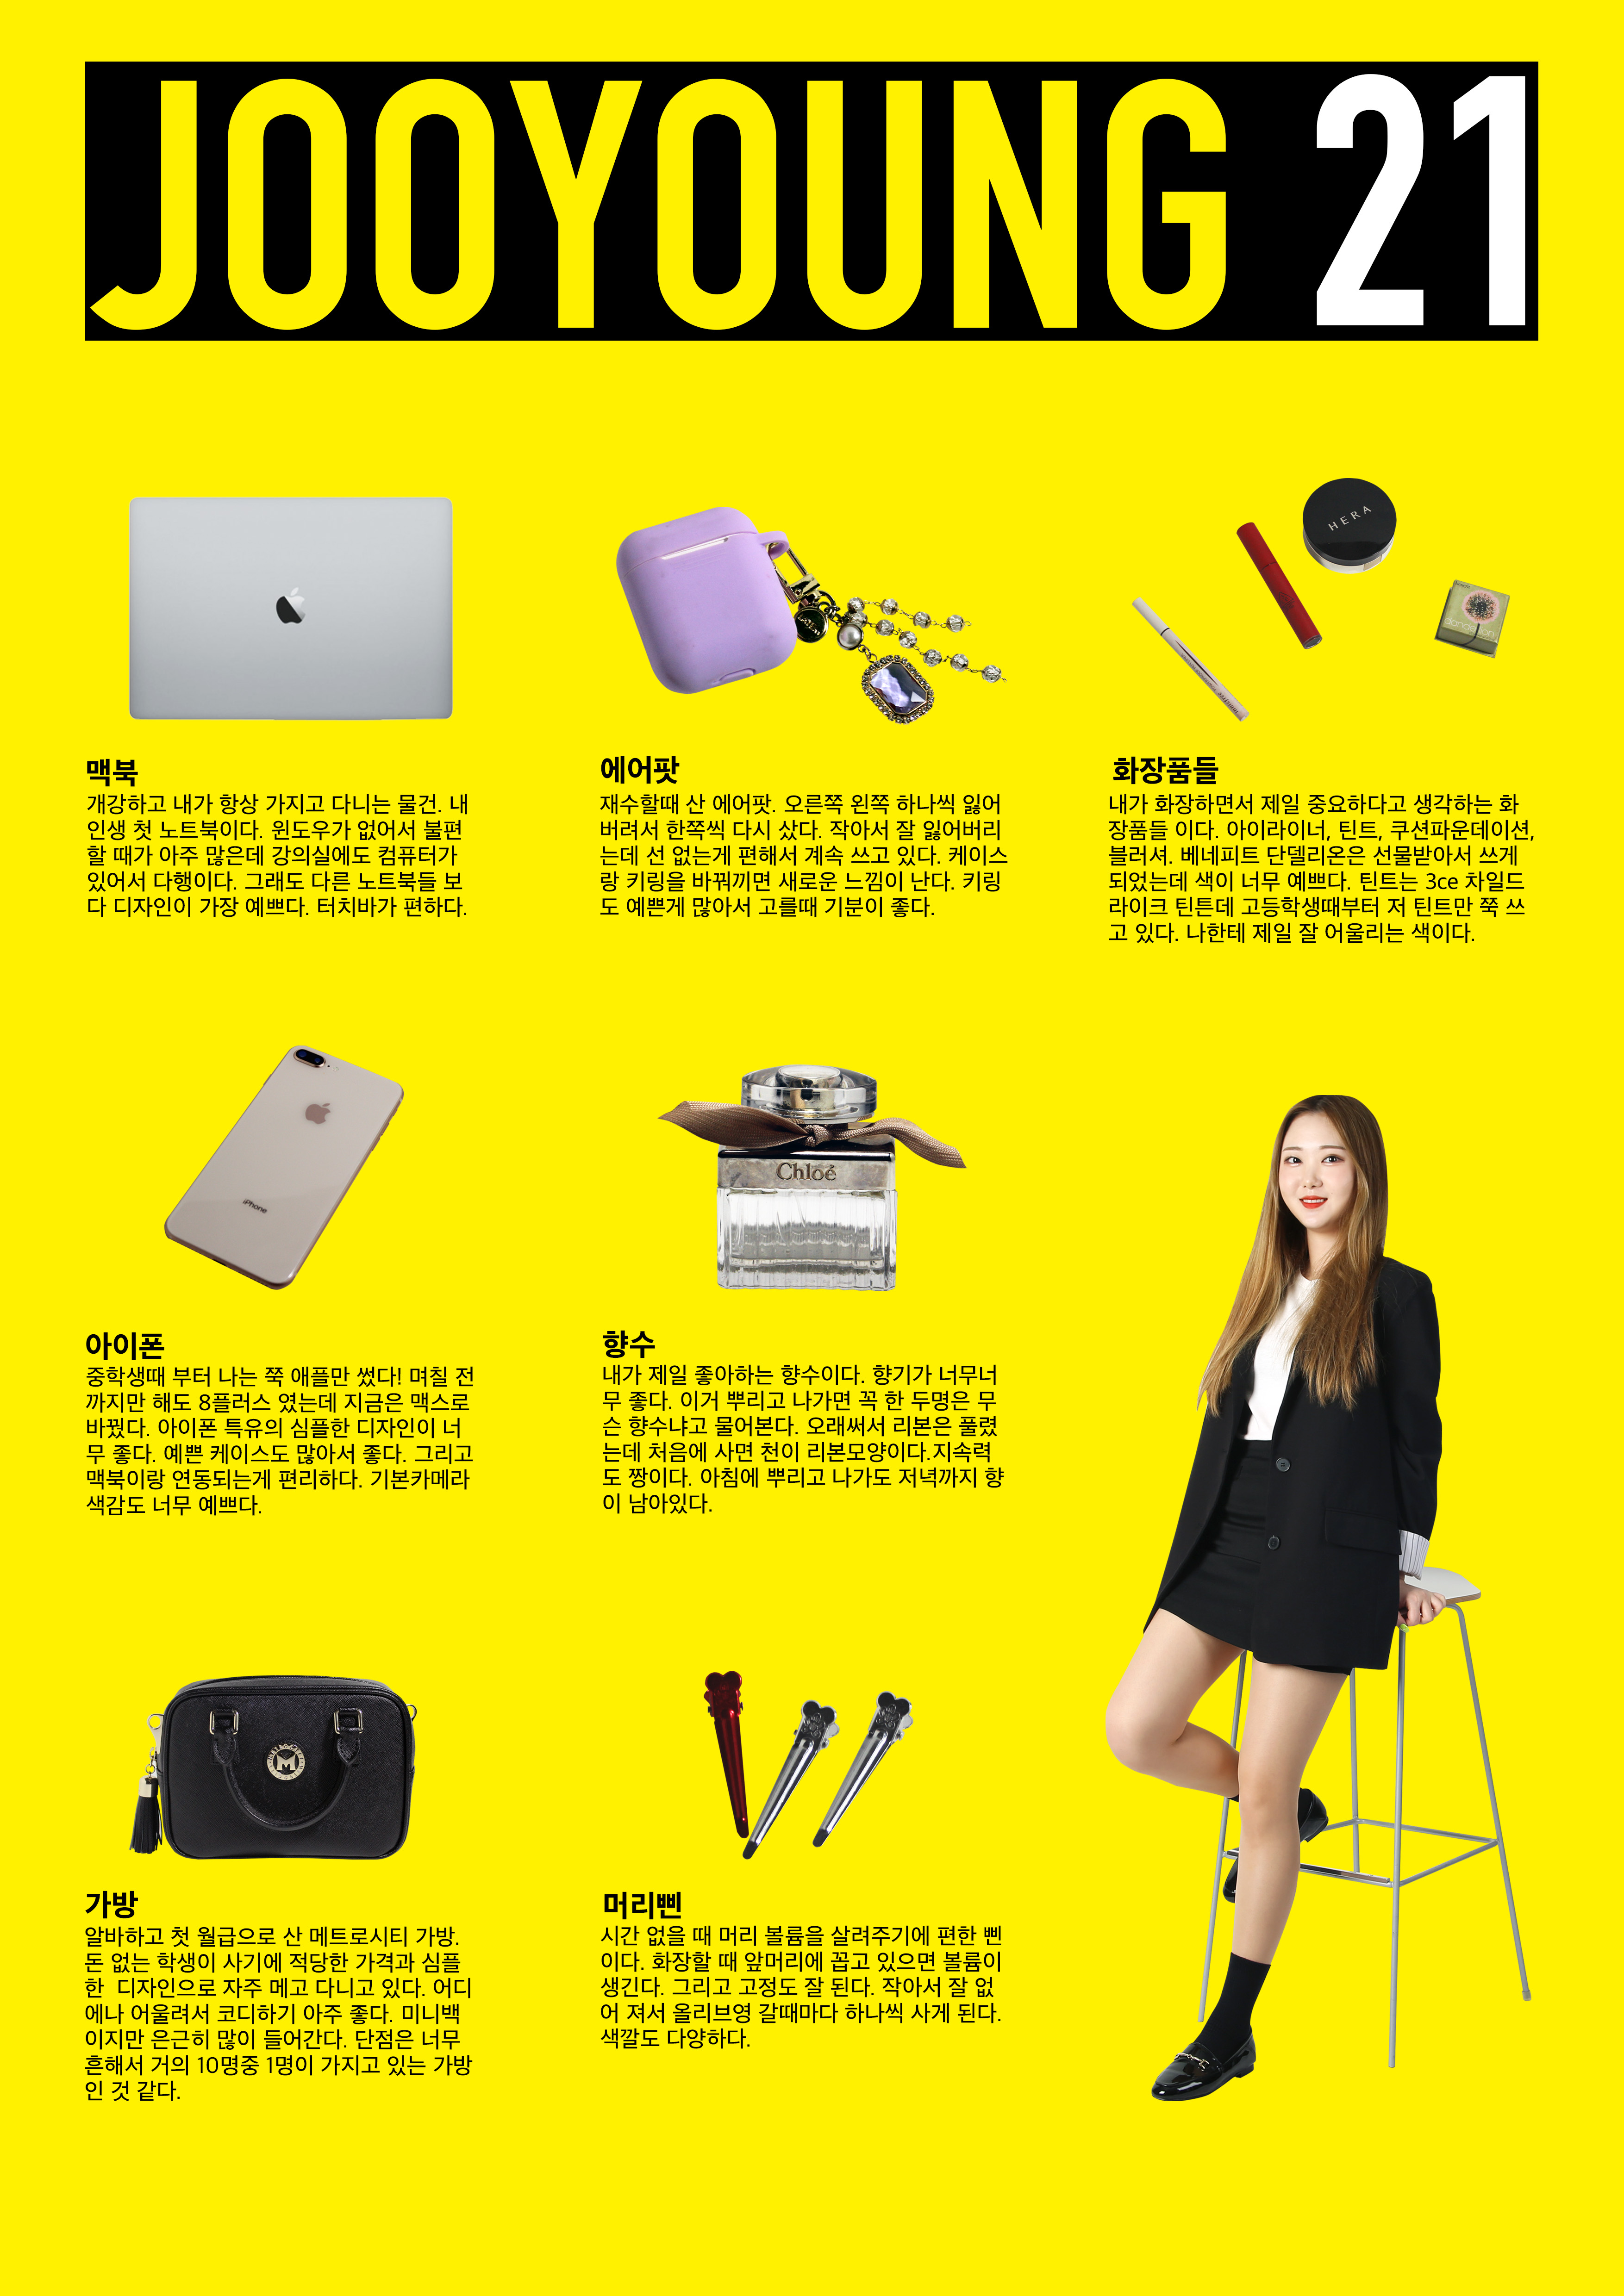 JOOYOUNG 21
맥북
개강하고 내가 항상 가지고 다니는 물건. 내
인생 첫 노트북이다. 윈도우가 없어서 불편
할 때가 아주 많은데 강의실에도 컴퓨터가
있어서 다행이다. 그래도 다른 노트북들 보
다 디자인이 가장 예쁘다. 터치바가 편하다.
에어팟
재수할때 산 에어팟. 오른쪽 왼쪽 하나씩 잃어
버려서 한쪽씩 다시 샀다. 작아서 잘 잃어버리
는데 선 없는게 편해서 계속 쓰고 있다. 케이스
랑 키링을 바꿔끼면 새로운 느낌이 난다. 키링
도 예쁜게 많아서 고를때 기분이 좋다.
HERA
dandelion
화장품들
내가 화장하면서 제일 중요하다고 생각하는 화
장품들 이다. 아이라이너, 틴트, 쿠션파운데이션,
블러셔. 베네피트 단델리온은 선물받아서 쓰게
되었는데 색이 너무 예쁘다. 틴트는 3ce 차일드
라이크 틴튼데 고등학생때부터 저 틴트만 쭉 쓰
고 있다. 나한테 제일 잘 어울리는 색이다.
iPhone
아이폰
중학생때 부터 나는 쭉 애플만 썼다! 며칠 전
까지만 해도 8플러스 였는데 지금은 맥스로
바꿨다. 아이폰 특유의 심플한 디자인이 너
무 좋다. 예쁜 케이스도 많아서 좋다. 그리고
맥북이랑 연동되는게 편리하다. 기본카메라
색감도 너무 예쁘다.
Chloé
향수
내가 제일 좋아하는 향수이다. 향기가 너무너
무 좋다. 이거 뿌리고 나가면 꼭 한 두명은 무
슨 향수냐고 물어본다. 오래써서 리본은 풀렸
는데 처음에 사면 천이 리본모양이다.지속력
도 짱이다. 아침에 뿌리고 나가도 저녁까지 향
이 남아있다.
M
가방
알바하고 첫 월급으로 산 메트로시티 가방.
돈 없는 학생이 사기에 적당한 가격과 심플
한  디자인으로 자주 메고 다니고 있다. 어디
에나 어울려서 코디하기 아주 좋다. 미니백
이지만 은근히 많이 들어간다. 단점은 너무
흔해서 거의 10명중 1명이 가지고 있는 가방
인 것 같다.
머리삔
시간 없을 때 머리 볼륨을 살려주기에 편한 삔
이다. 화장할 때 앞머리에 꼽고 있으면 볼륨이
생긴다. 그리고 고정도 잘 된다. 작아서 잘 없
어 져서 올리브영 갈때마다 하나씩 사게 된다.
색깔도 다양하다.